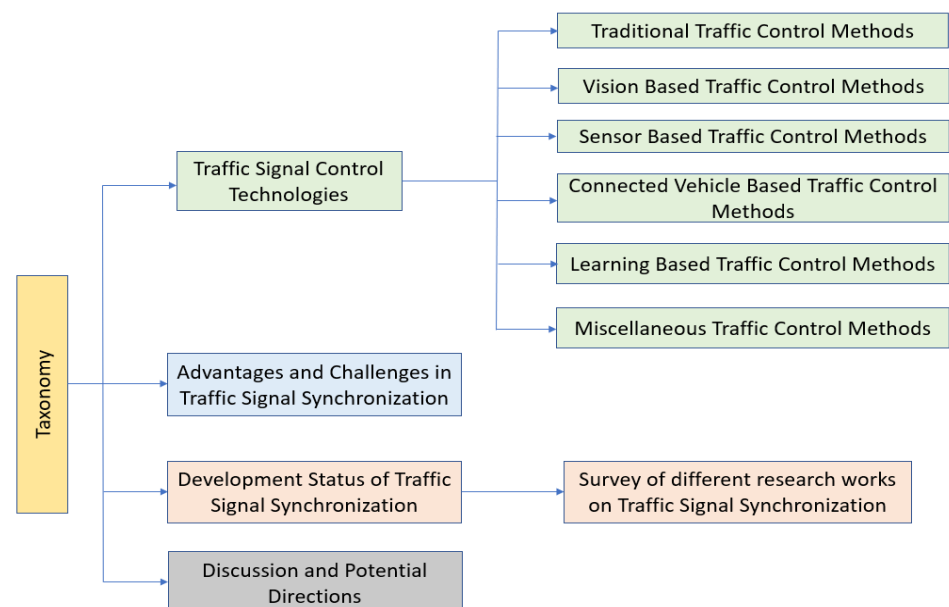 Taxonomy
Traffic Signal Control
Technologies
Traditional Traffic Control Methods
Vision Based Traffic Control Methods
Sensor Based Traffic Control Methods
Connected Vehicle Based Traffic Control
Methods
Learning Based Traffic Control Methods
Miscellaneous Traffic Control Methods
Advantages and Challenges in
Traffic Signal Synchronization
Development Status of Traffic
Signal Synchronization
Survey of different research works
on Traffic Signal Synchronization
Discussion and Potential
Directions